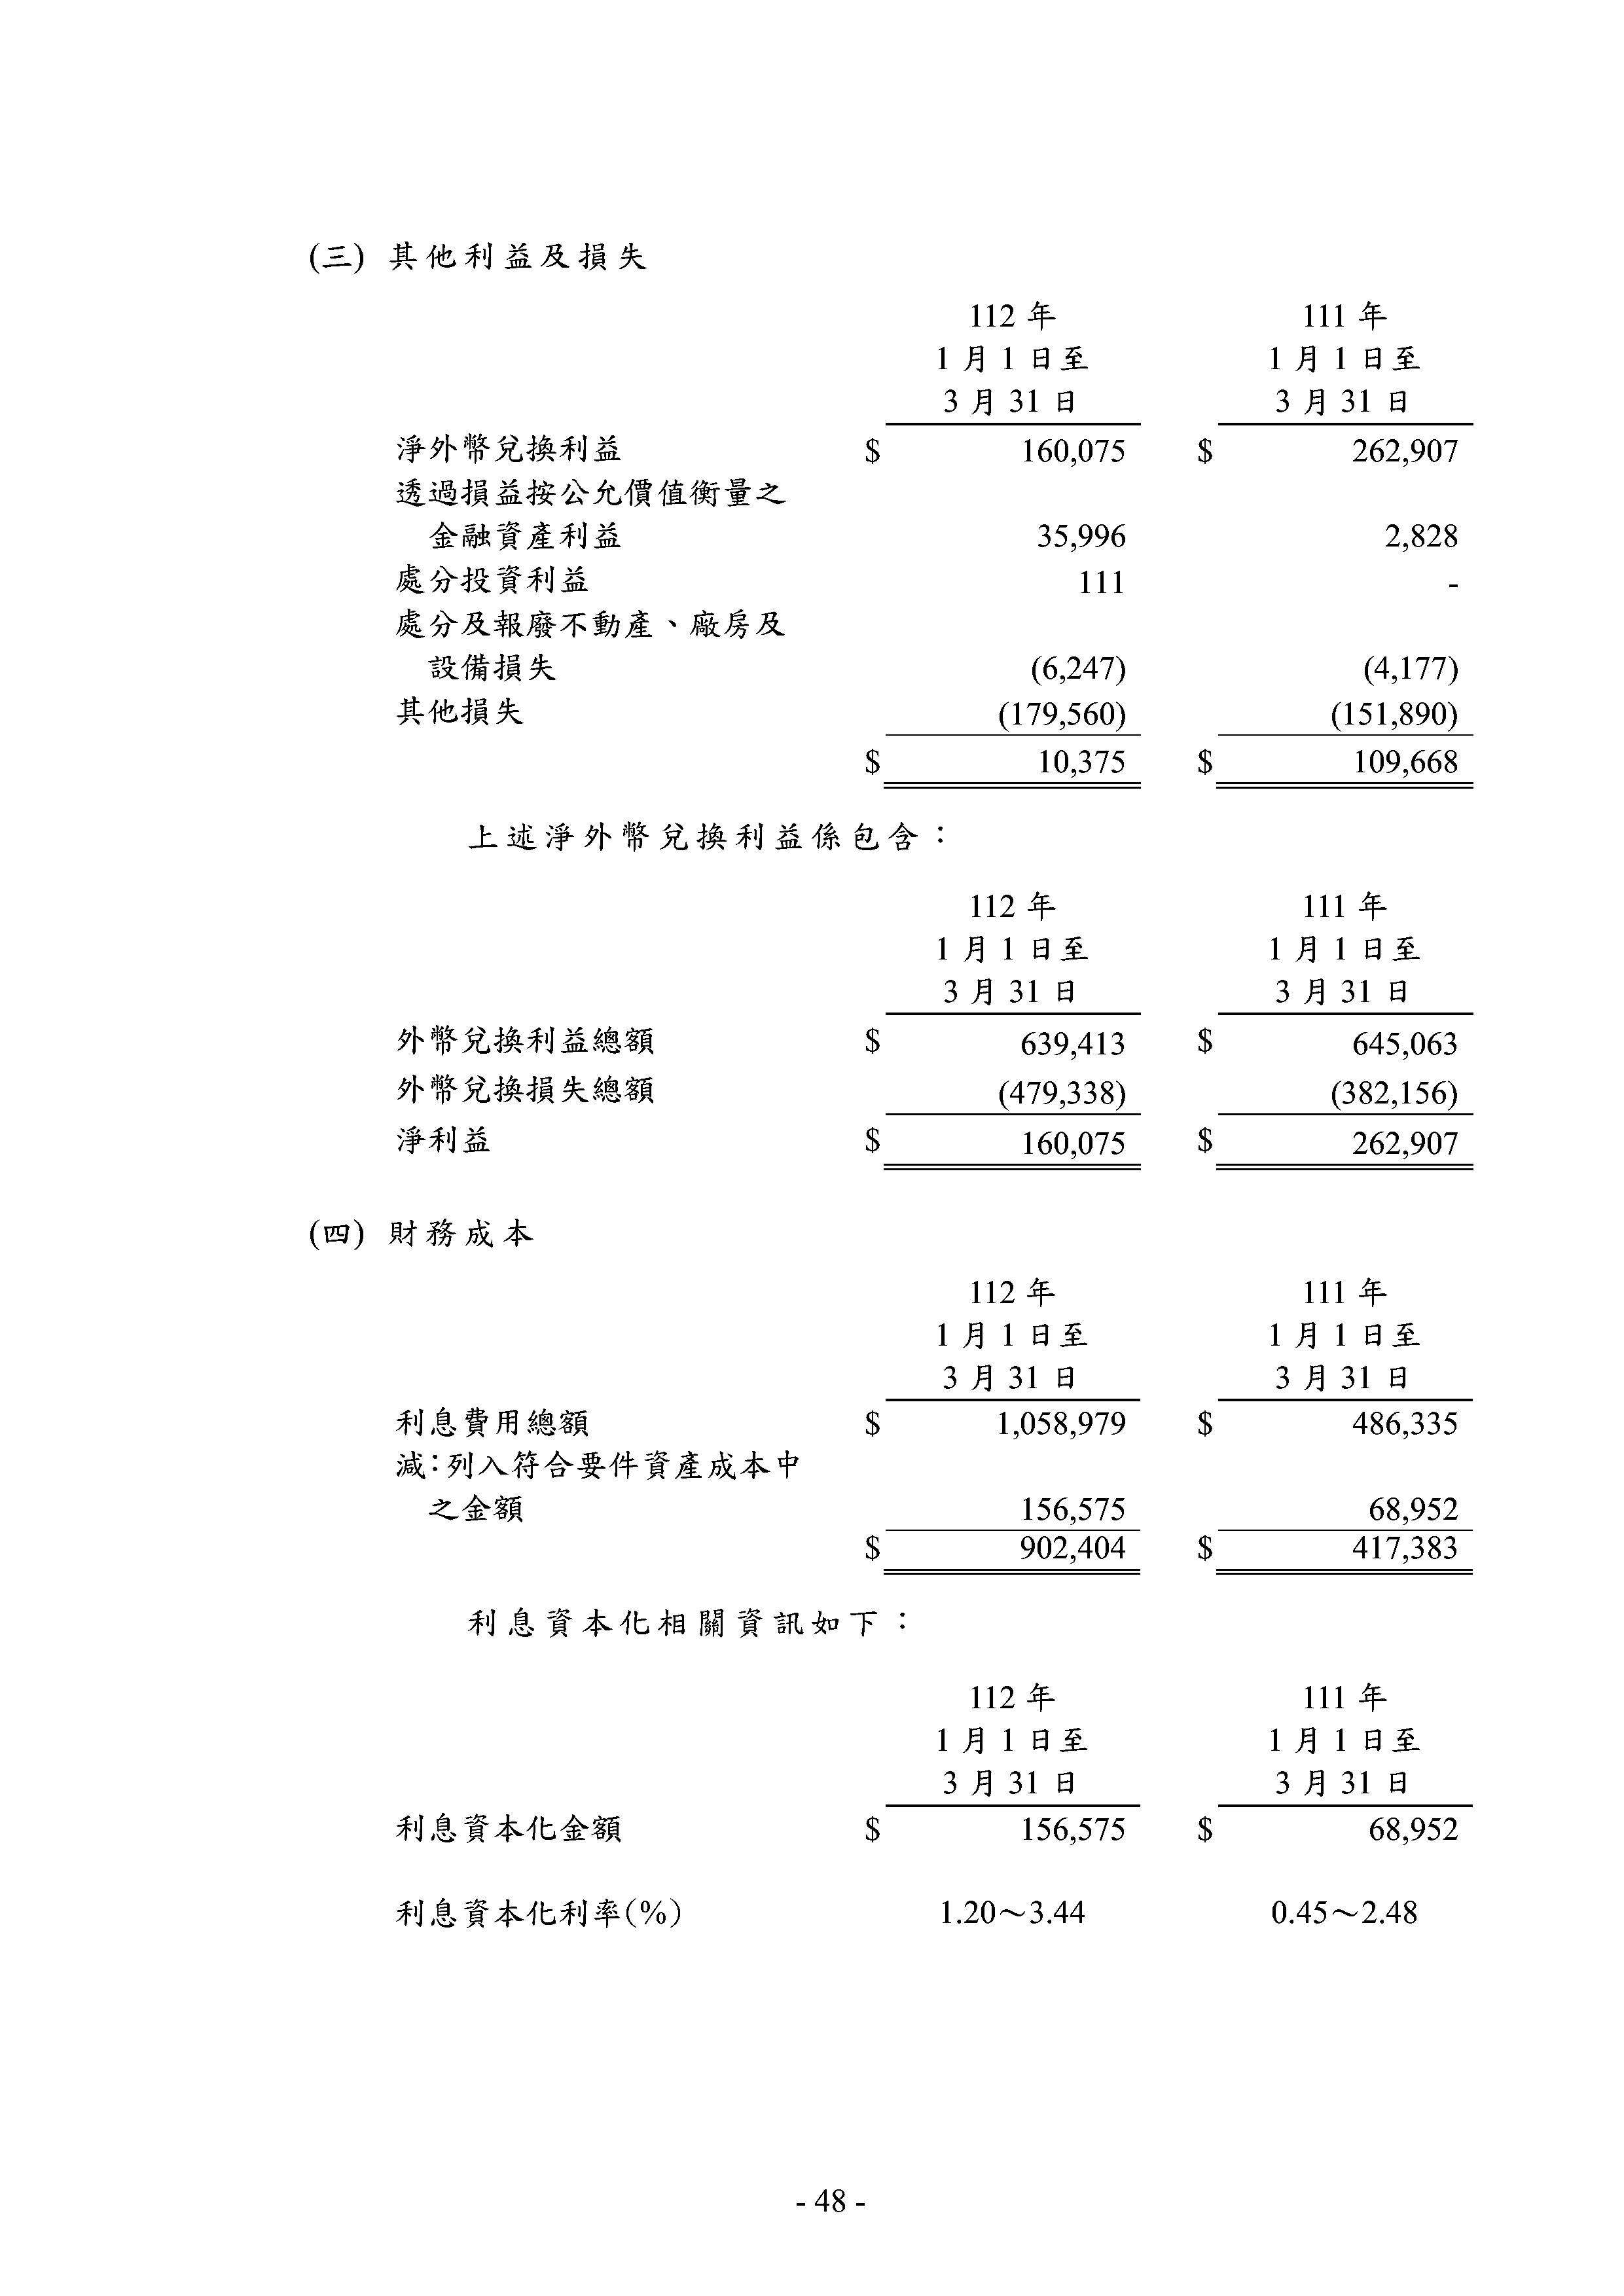 (三) 其他利益及損失
112 年 111 年
1 月 1 日至 1 月 1 日至
3 月 31 日 3 月 31 日
淨外幣兌換利益 $ 160,075 $ 262,907
透過損益按公允價值衡量之
金融資產利益 35,996 2,828
處分投資利益 111 -
處分及報廢不動產、廠房及
設備損失 (6,247) (4,177)
其他損失 (179,560) (151,890)
$ 10,375 $ 109,668
上述淨外幣兌換利益係包含：
112 年 111 年
1 月 1 日至 1 月 1 日至
3 月 31 日 3 月 31 日
外幣兌換利益總額 $ 639,413 $ 645,063
外幣兌換損失總額 (479,338) (382,156)
淨利益 $ 160,075 $ 262,907
(四) 財務成本
112 年 111 年
1 月 1 日至 1 月 1 日至
3 月 31 日 3 月 31 日
利息費用總額 $ 1,058,979 $ 486,335
減：列入符合要件資產成本中
之金額 156,575 68,952
$ 902,404 $ 417,383
利息資本化相關資訊如下：
112 年 111 年
1 月 1 日至 1 月 1 日至
3 月 31 日 3 月 31 日
利息資本化金額 $ 156,575 $ 68,952
利息資本化利率(%) 1.20～3.44 0.45～2.48
- 48 -